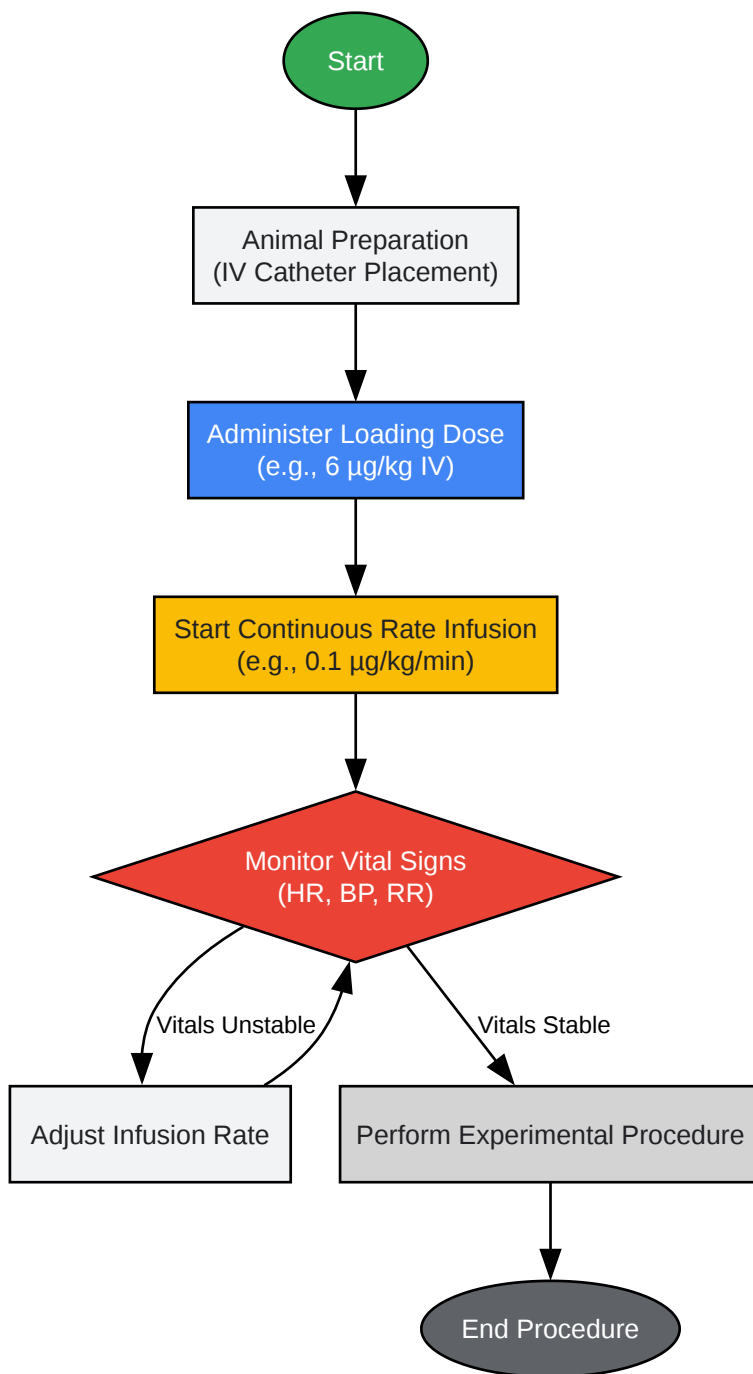 Start
Animal Preparation
(IV Catheter Placement)
Administer Loading Dose
(e.g., 6 µg/kg IV)
Start Continuous Rate Infusion
(e.g., 0.1 µg/kg/min)
Monitor Vital Signs
(HR, BP, RR)
Vitals Unstable
Vitals Stable
Adjust Infusion Rate
Perform Experimental Procedure
End Procedure